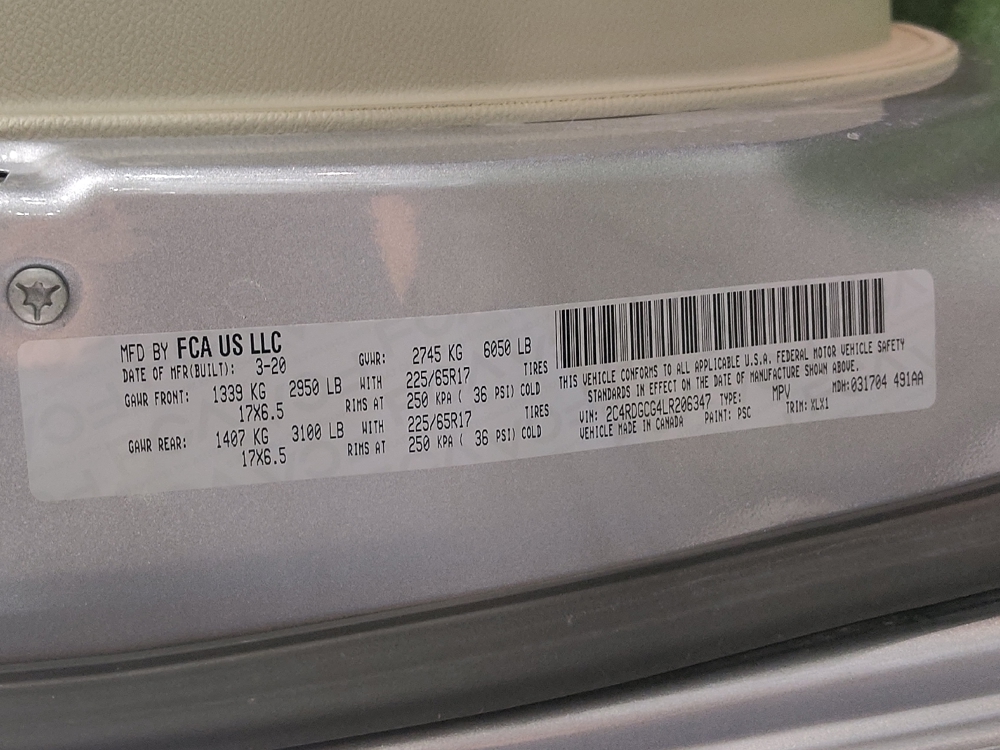 MFD BY FCA US LLC
DATE OF MFR(BUILT): 3-20 GVWR: 2745 KG 6050 LB
GAWR FRONT: 1339 KG 2950 LB WITH 225/65R17 TIRES
17X6.5 RIMS AT 250 KPA ( 36 PSI) COLD
GAWR REAR: 1407 KG 3100 LB WITH 225/65R17 TIRES
17X6.5 RIMS AT 250 KPA ( 36 PSI) COLD
THIS VEHICLE CONFORMS TO ALL APPLICABLE U.S.A. FEDERAL MOTOR VEHICLE SAFETY
STANDARDS IN EFFECT ON THE DATE OF MANUFACTURE SHOWN ABOVE.
VIN: 2C4RDGCG4LR206347 TYPE: MPV MDH: 031704 491AA
VEHICLE MADE IN CANADA PAINT: PSC TRIM: XLX1